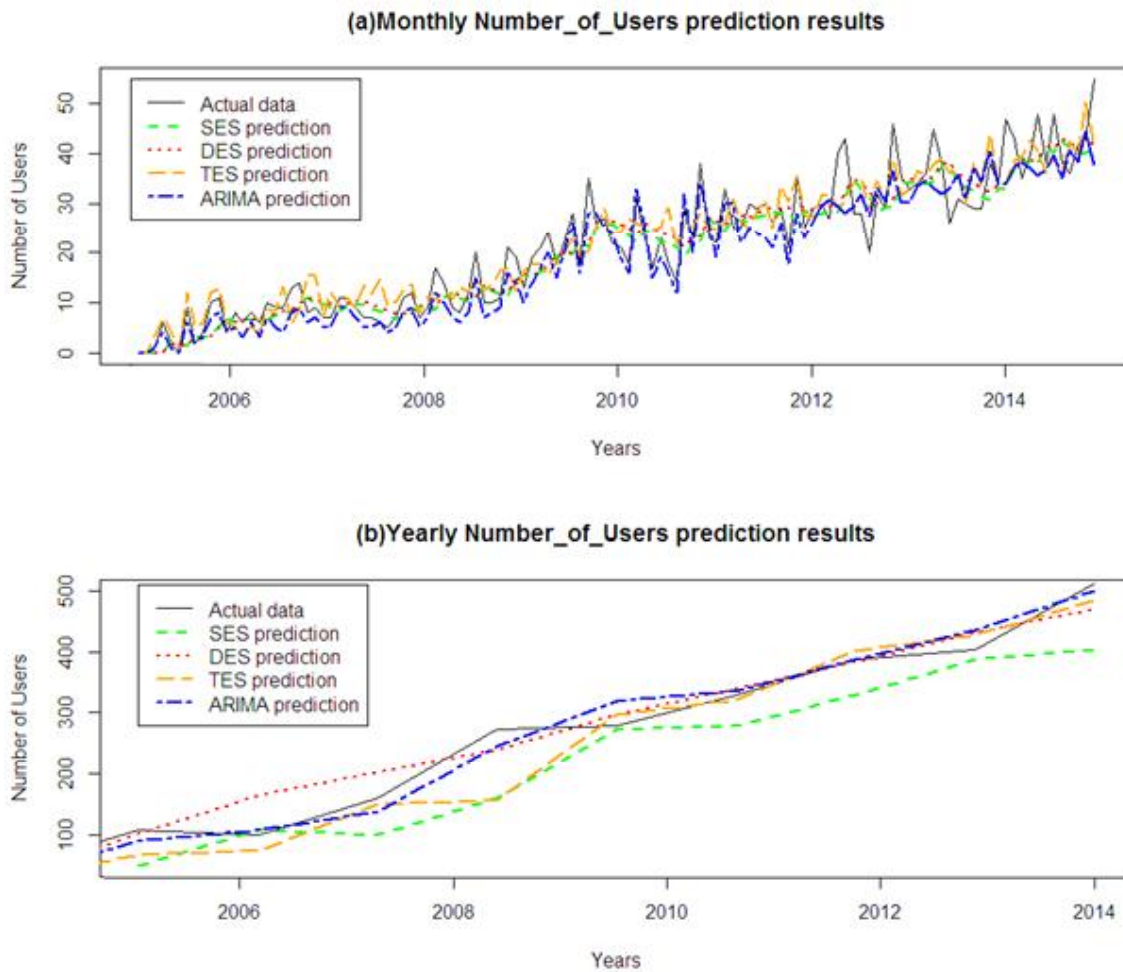 (a)Monthly Number_of_Users prediction results
Actual data
SES prediction
DES prediction
TES prediction
ARIMA prediction
Number of Users
50
40
30
20
10
0
2006
2008
2010
2012
2014
Years
(b)Yearly Number_of_Users prediction results
Actual data
SES prediction
DES prediction
TES prediction
ARIMA prediction
Number of Users
500
400
300
200
100
2006
2008
2010
2012
2014
Years